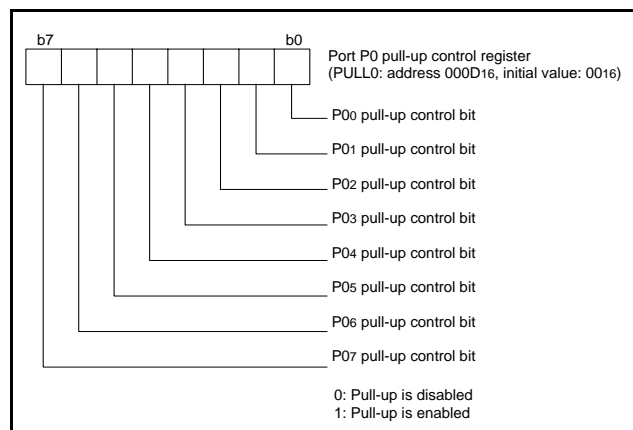 b7 b0
Port P0 pull-up control register
(PULL0: address 000D16, initial value: 0016)
P00 pull-up control bit
P01 pull-up control bit
P02 pull-up control bit
P03 pull-up control bit
P04 pull-up control bit
P05 pull-up control bit
P06 pull-up control bit
P07 pull-up control bit
0: Pull-up is disabled
1: Pull-up is enabled